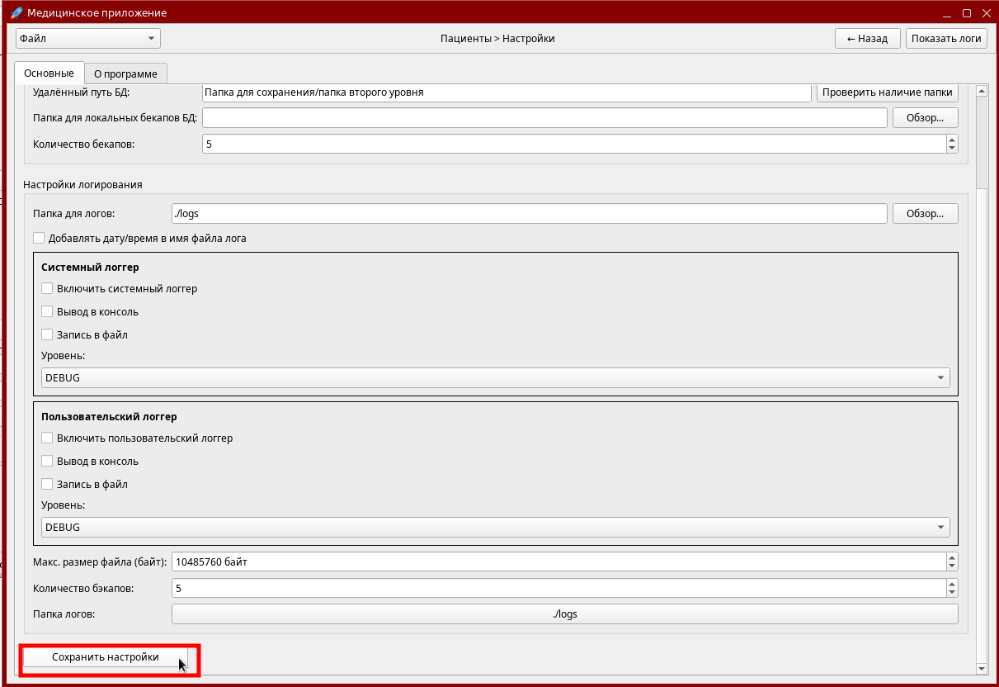 Медицинское приложение
Файл
Пациенты > Настройки
← Назад
Показать логи
Основные
О программе
Удалённый путь БД:
Папка для сохранения/папка второго уровня
Проверить наличие папки
Папка для локальных бекапов БД:
Обзор...
Количество бекапов:
5
Настройки логирования
Папка для логов:
./logs
Обзор...
Добавлять дату/время в имя файла лога
Системный логгер
Включить системный логгер
Вывод в консоль
Запись в файл
Уровень:
DEBUG
Пользовательский логгер
Включить пользовательский логгер
Вывод в консоль
Запись в файл
Уровень:
DEBUG
Макс. размер файла (байт):
10485760 байт
Количество бэкапов:
5
Папка логов:
./logs
Сохранить настройки